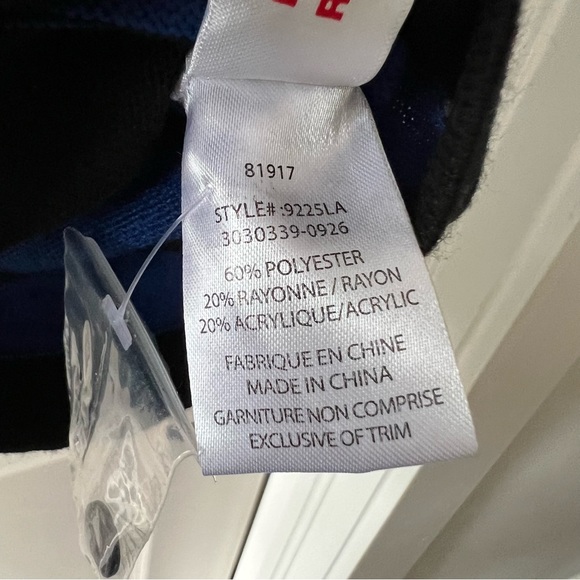 R
81917
STYLE# :9225LA
3030339-0926
60% POLYESTER
20% RAYONNE / RAYON
20% ACRYLIQUE/ACRYLIC
FABRIQUE EN CHINE
MADE IN CHINA
GARNITURE NON COMPRISE
EXCLUSIVE OF TRIM